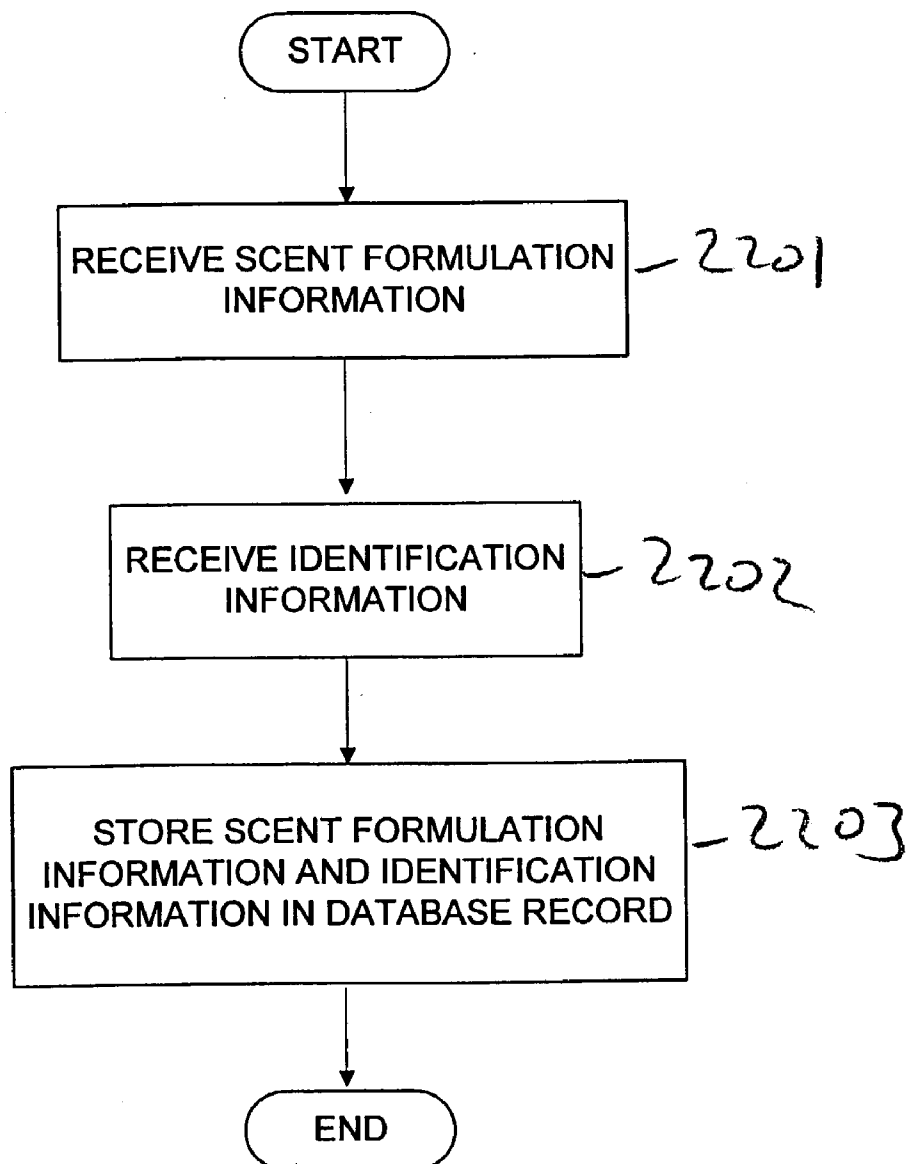 START
RECEIVE SCENT FORMULATION
INFORMATION
2201
RECEIVE IDENTIFICATION
INFORMATION
2202
STORE SCENT FORMULATION
INFORMATION AND IDENTIFICATION
INFORMATION IN DATABASE RECORD
2203
END